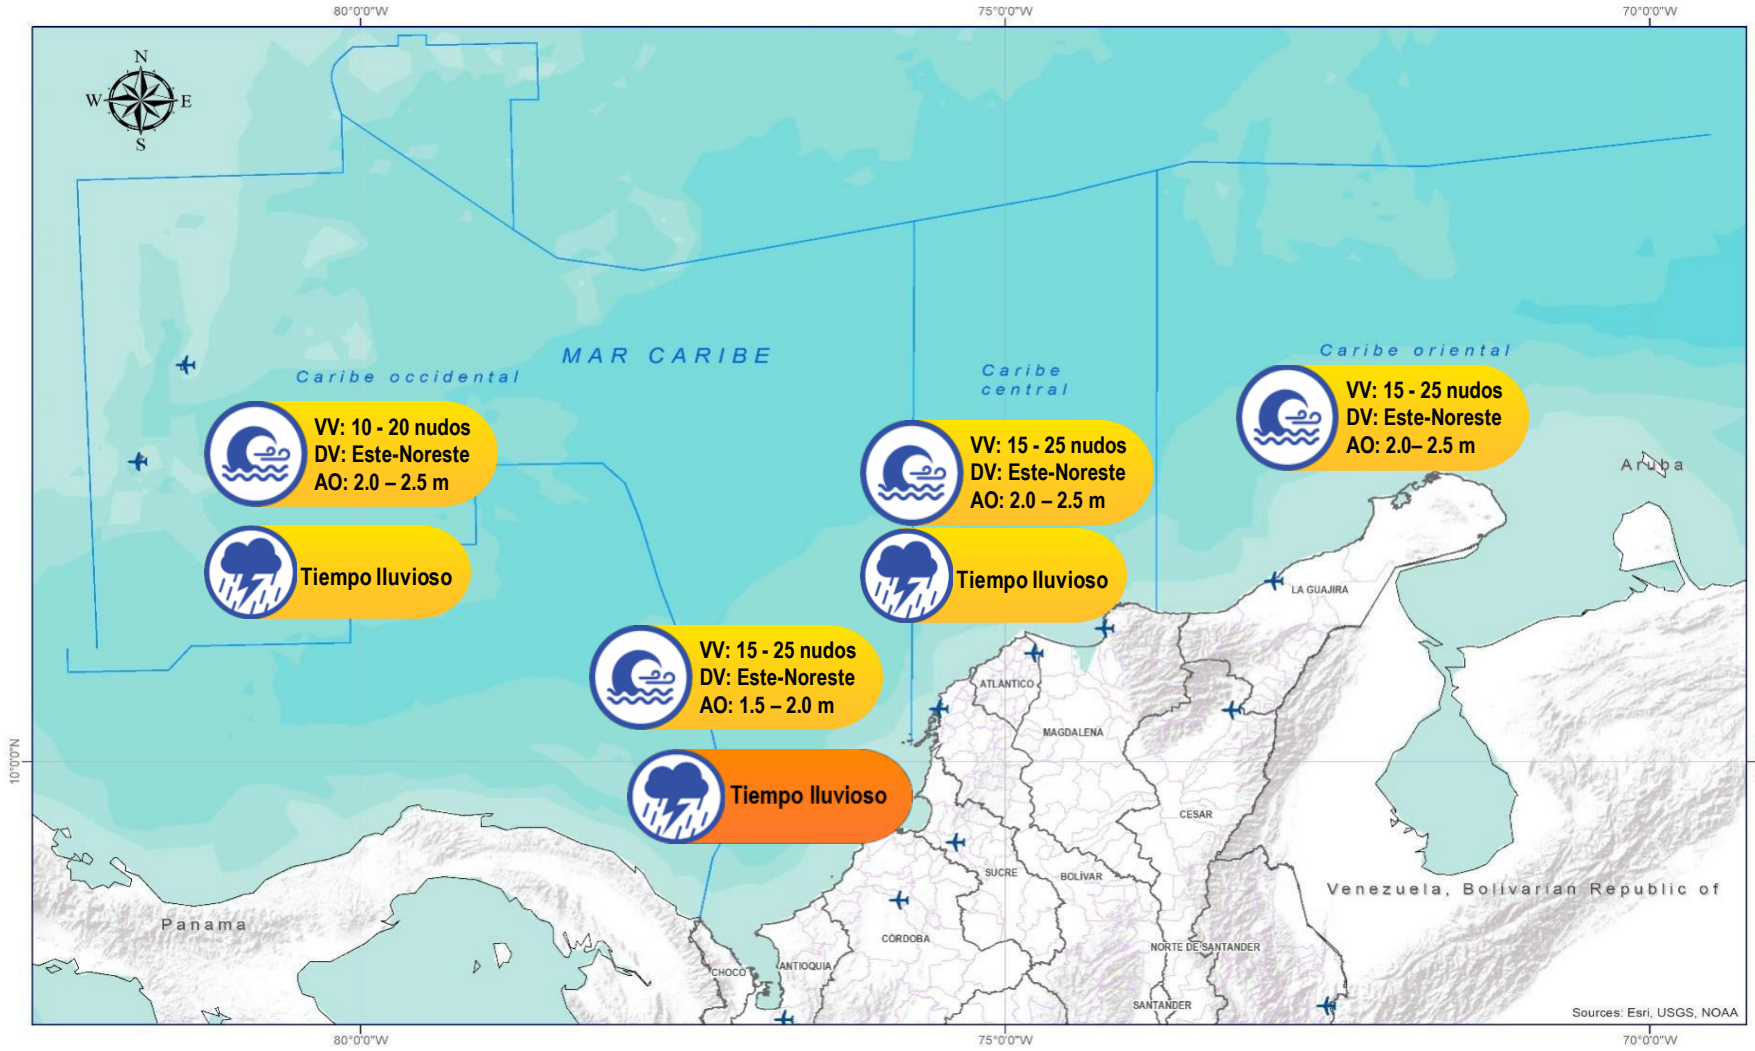 80°0'0"W
75°0'0"W
70°0'0"W
N
W
E
S
MAR CARIBE
Caribe occidental
Caribe
central
Caribe oriental
VV: 10 - 20 nudos
DV: Este-Noreste
AO: 2.0 – 2.5 m
Tiempo lluvioso
VV: 15 - 25 nudos
DV: Este-Noreste
AO: 2.0 – 2.5 m
Tiempo lluvioso
VV: 15 - 25 nudos
DV: Este-Noreste
AO: 2.0– 2.5 m
Aruba
VV: 15 - 25 nudos
DV: Este-Noreste
AO: 1.5 – 2.0 m
Tiempo lluvioso
LA GUAJIRA
ATLÁNTICO
MAGDALENA
10°0'0"N
CESAR
SUCRE
BOLÍVAR
Venezuela, Bolivarian Republic of
Panama
CÓRDOBA
NORTE DE SANTANDER
CHOCÓ
ANTIOQUIA
SANTANDER
Sources: Esri, USGS, NOAA
80°0'0"W
75°0'0"W
70°0'0"W